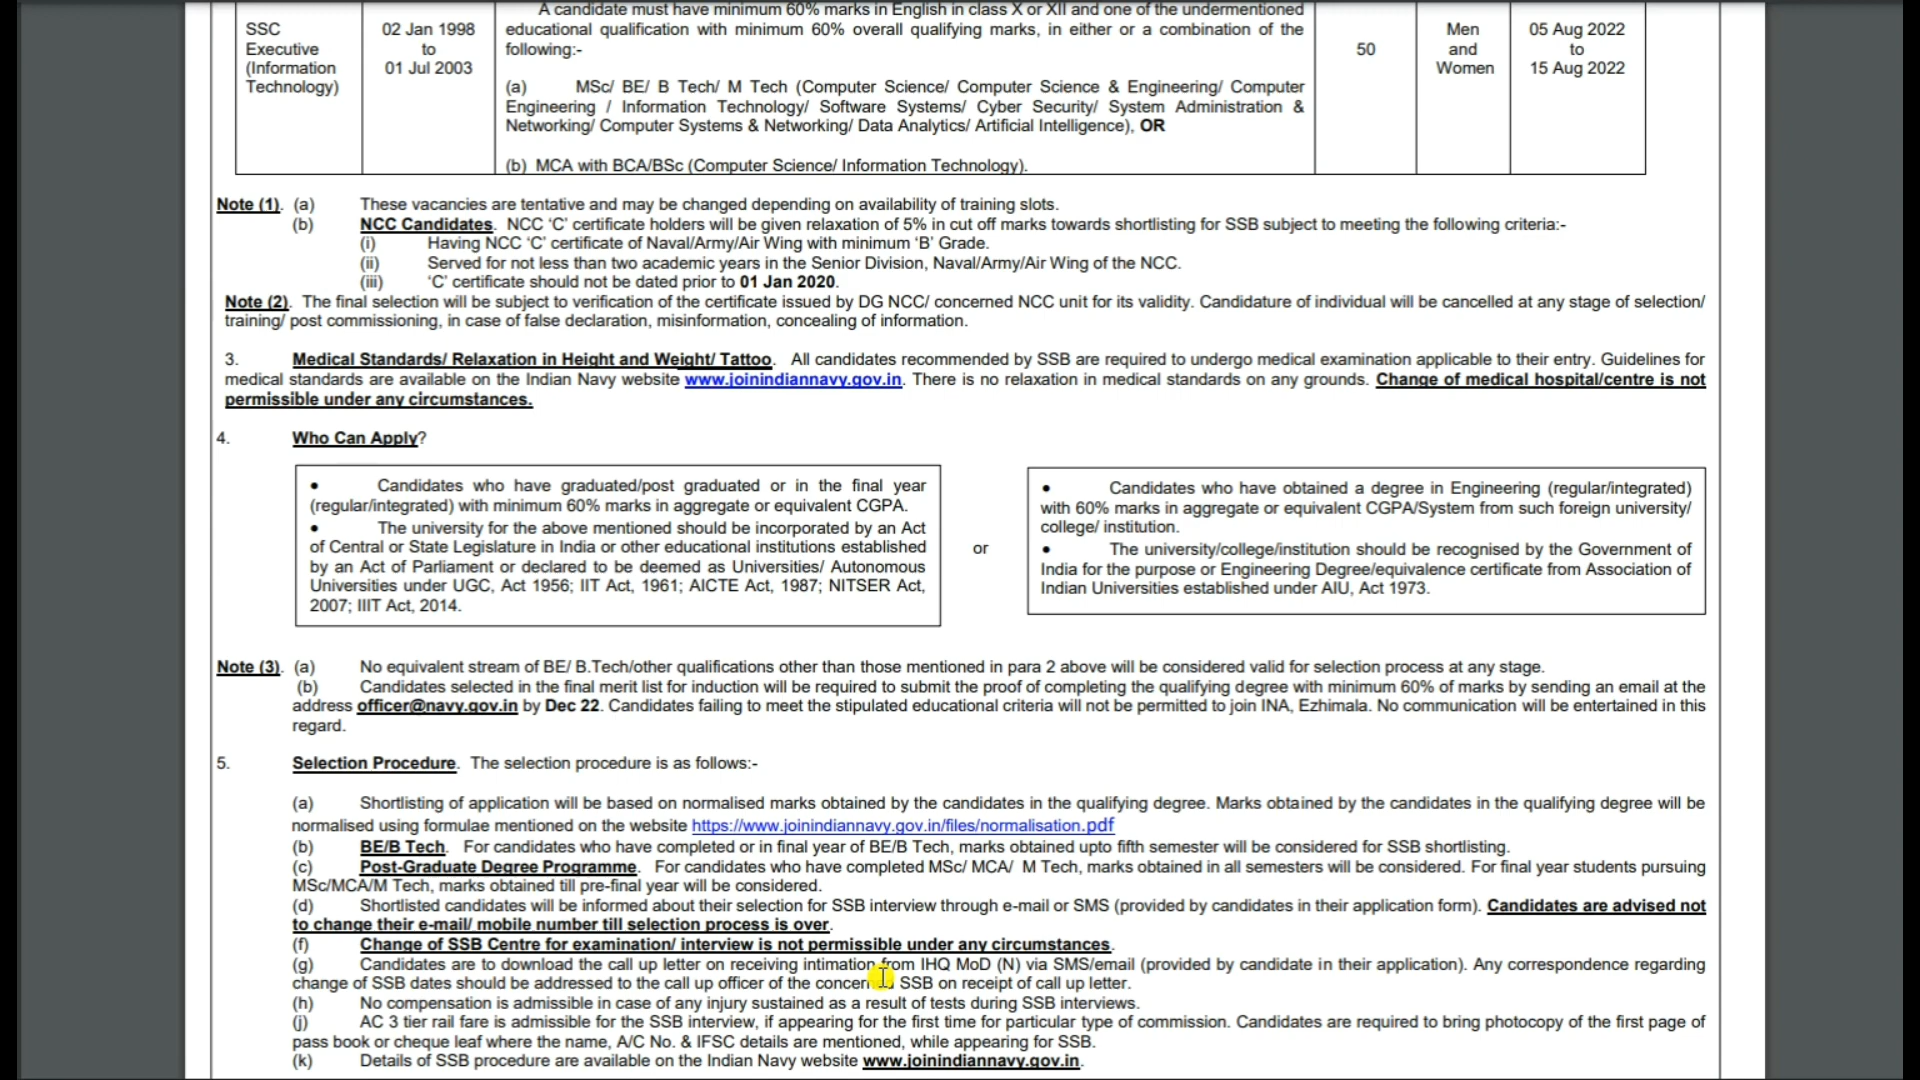 A candidate must have minimum 60% marks in English in class X or XII and one of the undermentioned
SSC
Executive
(Information
Technology)
02 Jan 1998
to
01 Jul 2003
educational qualification with minimum 60% overall qualifying marks, in either or a combination of the
following:-
(a) MSc/ BE/ B Tech/ M Tech (Computer Science/ Computer Science & Engineering/ Computer
Engineering / Information Technology/ Software Systems/ Cyber Security/ System Administration &
Networking/ Computer Systems & Networking/ Data Analytics/ Artificial Intelligence), OR
(b) MCA with BCA/BSc (Computer Science/ Information Technology).
50
Men
and
Women
05 Aug 2022
to
15 Aug 2022
Note (1). (a) These vacancies are tentative and may be changed depending on availability of training slots.
(b) NCC Candidates. NCC ‘C’ certificate holders will be given relaxation of 5% in cut off marks towards shortlisting for SSB subject to meeting the following criteria:-
(i) Having NCC ‘C’ certificate of Naval/Army/Air Wing with minimum ‘B’ Grade.
(ii) Served for not less than two academic years in the Senior Division, Naval/Army/Air Wing of the NCC.
(iii) ‘C’ certificate should not be dated prior to 01 Jan 2020.
Note (2). The final selection will be subject to verification of the certificate issued by DG NCC/ concerned NCC unit for its validity. Candidature of individual will be cancelled at any stage of selection/
training/ post commissioning, in case of false declaration, misinformation, concealing of information.
3. Medical Standards/ Relaxation in Height and Weight/ Tattoo. All candidates recommended by SSB are required to undergo medical examination applicable to their entry. Guidelines for
medical standards are available on the Indian Navy website www.joinindiannavy.gov.in. There is no relaxation in medical standards on any grounds. Change of medical hospital/centre is not
permissible under any circumstances.
4. Who Can Apply?
• Candidates who have graduated/post graduated or in the final year
(regular/integrated) with minimum 60% marks in aggregate or equivalent CGPA.
• The university for the above mentioned should be incorporated by an Act
of Central or State Legislature in India or other educational institutions established
by an Act of Parliament or declared to be deemed as Universities/ Autonomous
Universities under UGC, Act 1956; IIT Act, 1961; AICTE Act, 1987; NITSER Act,
2007; IIIT Act, 2014.
or
• Candidates who have obtained a degree in Engineering (regular/integrated)
with 60% marks in aggregate or equivalent CGPA/System from such foreign university/
college/ institution.
• The university/college/institution should be recognised by the Government of
India for the purpose or Engineering Degree/equivalence certificate from Association of
Indian Universities established under AIU, Act 1973.
Note (3). (a) No equivalent stream of BE/ B.Tech/other qualifications other than those mentioned in para 2 above will be considered valid for selection process at any stage.
(b) Candidates selected in the final merit list for induction will be required to submit the proof of completing the qualifying degree with minimum 60% of marks by sending an email at the
address officer@navy.gov.in by Dec 22. Candidates failing to meet the stipulated educational criteria will not be permitted to join INA, Ezhimala. No communication will be entertained in this
regard.
5. Selection Procedure. The selection procedure is as follows:-
(a) Shortlisting of application will be based on normalised marks obtained by the candidates in the qualifying degree. Marks obtained by the candidates in the qualifying degree will be
normalised using formulae mentioned on the website https://www.joinindiannavy.gov.in/files/normalisation.pdf
(b) BE/B Tech. For candidates who have completed or in final year of BE/B Tech, marks obtained upto fifth semester will be considered for SSB shortlisting.
(c) Post-Graduate Degree Programme. For candidates who have completed MSc/ MCA/ M Tech, marks obtained in all semesters will be considered. For final year students pursuing
MSc/MCA/M Tech, marks obtained till pre-final year will be considered.
(d) Shortlisted candidates will be informed about their selection for SSB interview through e-mail or SMS (provided by candidates in their application form). Candidates are advised not
to change their e-mail/ mobile number till selection process is over.
(f) Change of SSB Centre for examination/ interview is not permissible under any circumstances.
(g) Candidates are to download the call up letter on receiving intimation from IHQ MoD (N) via SMS/email (provided by candidate in their application). Any correspondence regarding
change of SSB dates should be addressed to the call up officer of the SSB on receipt of call up letter.
(h) No compensation is admissible in case of any injury sustained as a result of tests during SSB interviews.
(j) AC 3 tier rail fare is admissible for the SSB interview, if appearing for the first time for particular type of commission. Candidates are required to bring photocopy of the first page of
pass book or cheque leaf where the name, A/C No. & IFSC details are mentioned, while appearing for SSB.
(k) Details of SSB procedure are available on the Indian Navy website www.joinindiannavy.gov.in.